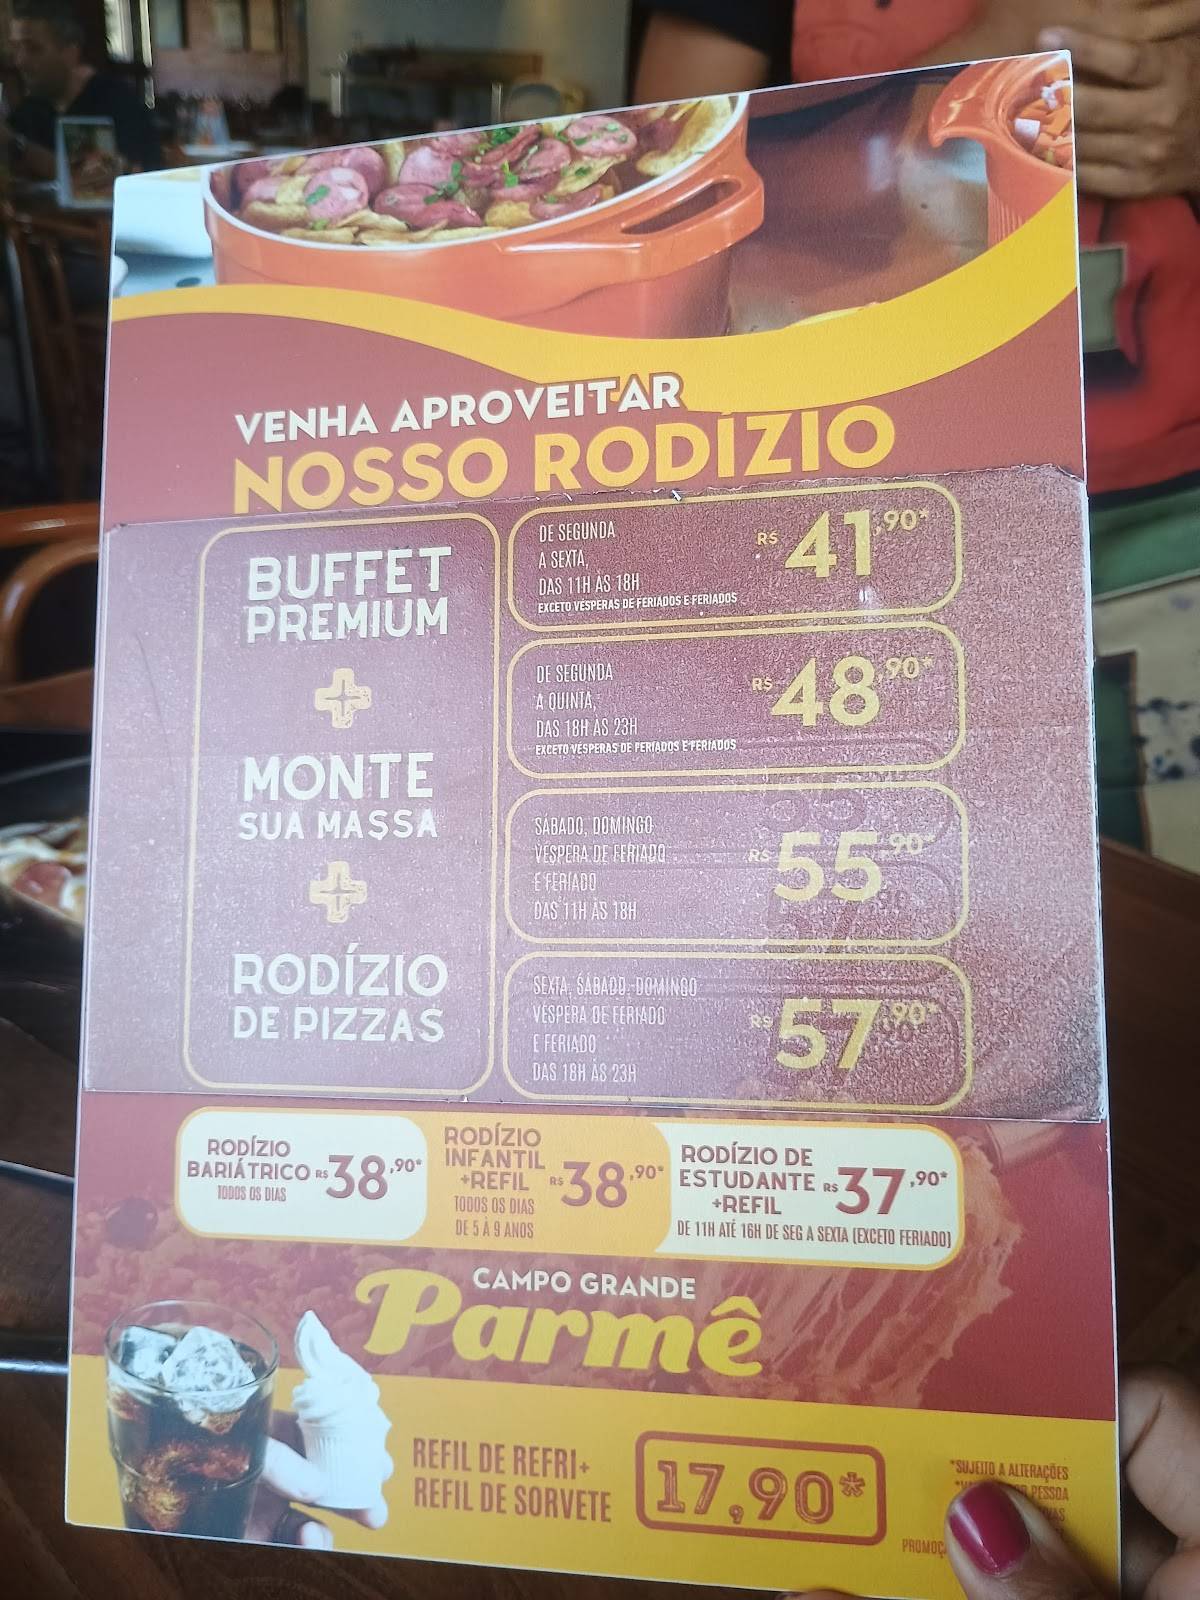 VENHA APROVEITAR
NOSSO RODÍZIO
BUFFET
PREMIUM
+
MONTE
SUA MASSA
+
RODÍZIO
DE PIZZAS
DE SEGUNDA
A SEXTA,
DAS 11H ÀS 18H
EXCETO VÉSPERAS DE FERIADOS E FERIADOS
R$ 41,90*
DE SEGUNDA
A QUINTA,
DAS 18H ÀS 23H
EXCETO VÉSPERAS DE FERIADOS E FERIADOS
R$ 48,90*
SÁBADO, DOMINGO
VÉSPERA DE FERIADO
E FERIADO
DAS 11H ÀS 18H
R$ 55,90*
SEXTA, SÁBADO, DOMINGO
VÉSPERA DE FERIADO
E FERIADO
DAS 18H ÀS 23H
R$ 57,90*
RODÍZIO
BARIÁTRICO
TODOS OS DIAS
R$ 38,90*
RODÍZIO
INFANTIL
+REFIL
TODOS OS DIAS
DE 5 À 9 ANOS
R$ 38,90*
RODÍZIO DE
ESTUDANTE
+REFIL
R$ 37,90*
DE 11H ATÉ 16H DE SEG A SEXTA (EXCETO FERIADO)
CAMPO GRANDE
Parmê
REFIL DE REFRI+
REFIL DE SORVETE
17,90*
*SUJEITO A ALTERAÇÕES
PESSOA